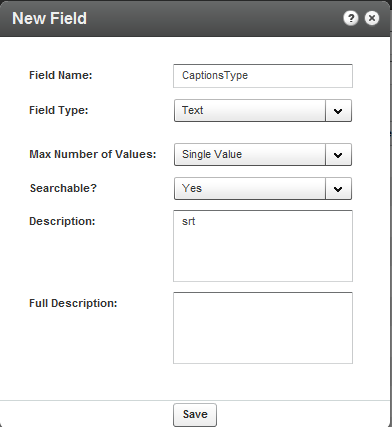 New Field
?
Field Name: CaptionsType
Field Type: Text
Max Number of Values: Single Value
Searchable? Yes
Description: srt
Full Description:
Save